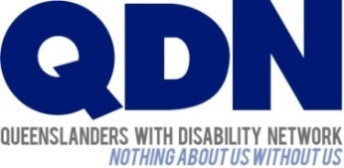 QDN
QUEENSLANDERS WITH DISABILITY NETWORK
NOTHING ABOUT US WITHOUT US